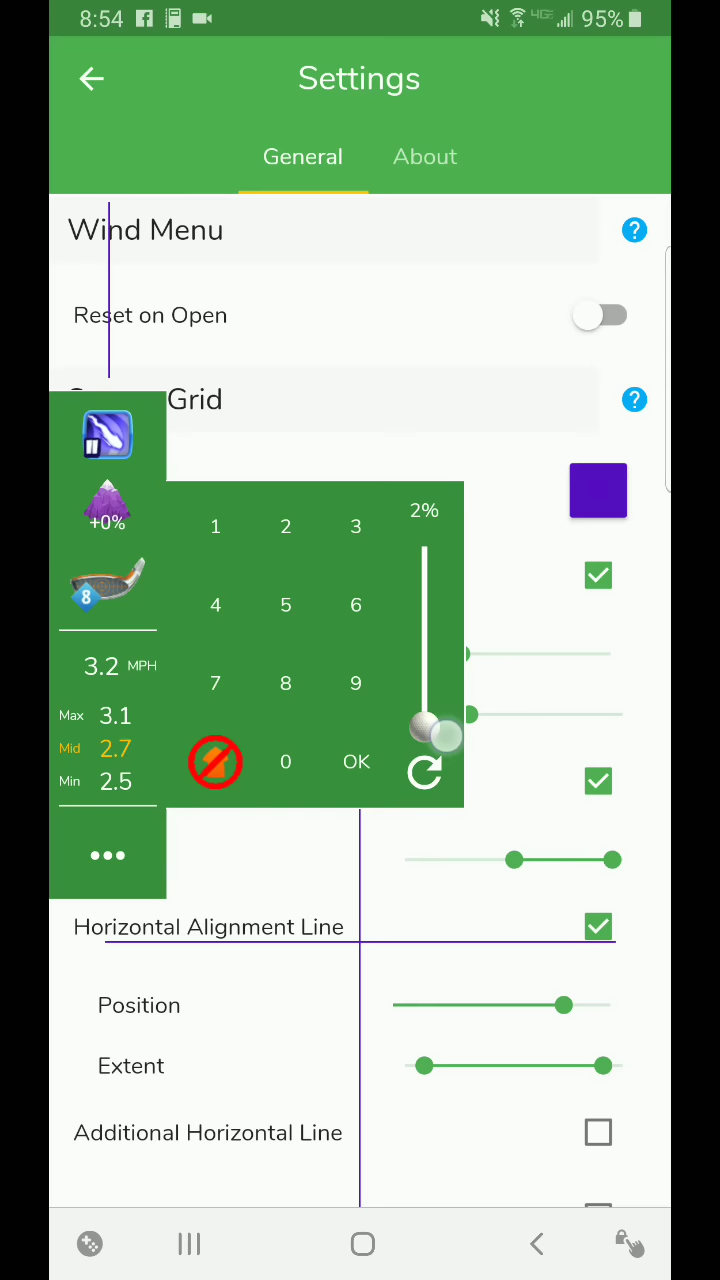 8:54 4GE 95%
Settings
General About
Wind Menu ?
Reset on Open
Grid ?
+0%
8
3.2 MPH
Max 3.1
Mid 2.7
Min 2.5
1 2 3 2%
4 5 6
7 8 9
0 OK
Horizontal Alignment Line
Position
Extent
Additional Horizontal Line